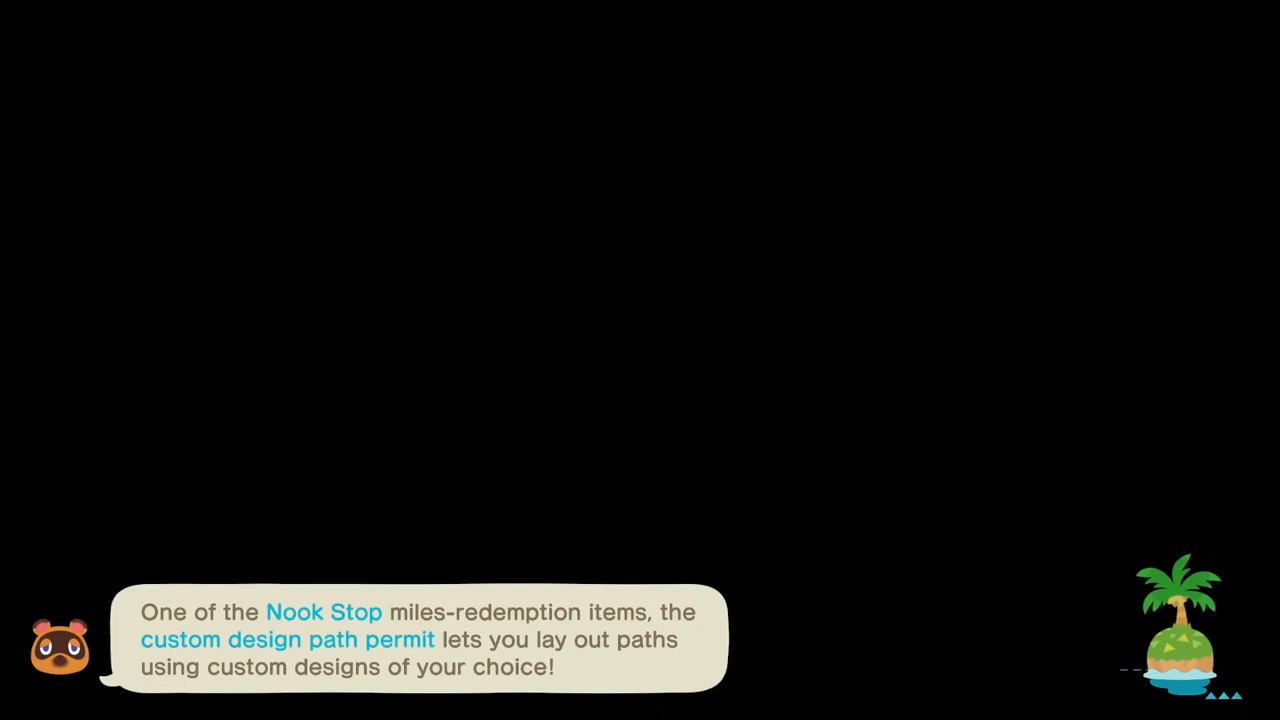 One of the Nook Stop miles-redemption items, the
custom design path permit lets you lay out paths
using custom designs of your choice!